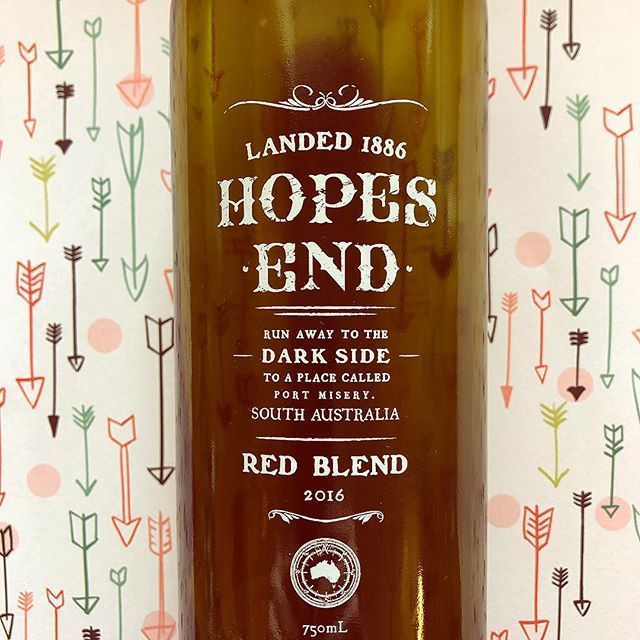 LANDED 1886
HOPES
·END·
RUN AWAY TO THE
DARK SIDE
TO A PLACE CALLED
PORT MISERY.
SOUTH AUSTRALIA
RED BLEND
2016
750mL